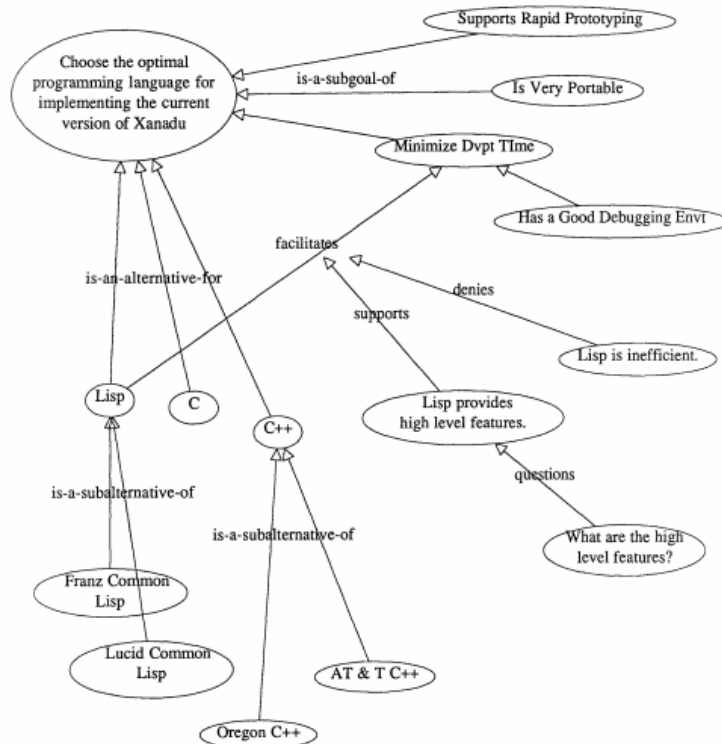 Supports Rapid Prototyping
Choose the optimal
programming language for
implementing the current
version of Xanadu
is-a-subgoal-of
Is Very Portable
Minimize Dvpt TIme
Has a Good Debugging Envt
facilitates
is-an-alternative-for
denies
supports
Lisp is inefficient.
Lisp
C
C++
Lisp provides
high level features.
questions
is-a-subalternative-of
is-a-subalternative-of
What are the high
level features?
Franz Common
Lisp
Lucid Common
Lisp
AT & T C++
Oregon C++